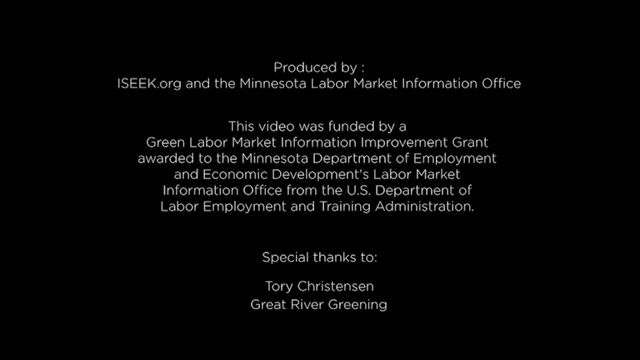 Produced by :
ISEEK.org and the Minnesota Labor Market Information Office
This video was funded by a
Green Labor Market Information Improvement Grant
awarded to the Minnesota Department of Employment
and Economic Development's Labor Market
Information Office from the U.S. Department of
Labor Employment and Training Administration.
Special thanks to:
Tory Christensen
Great River Greening